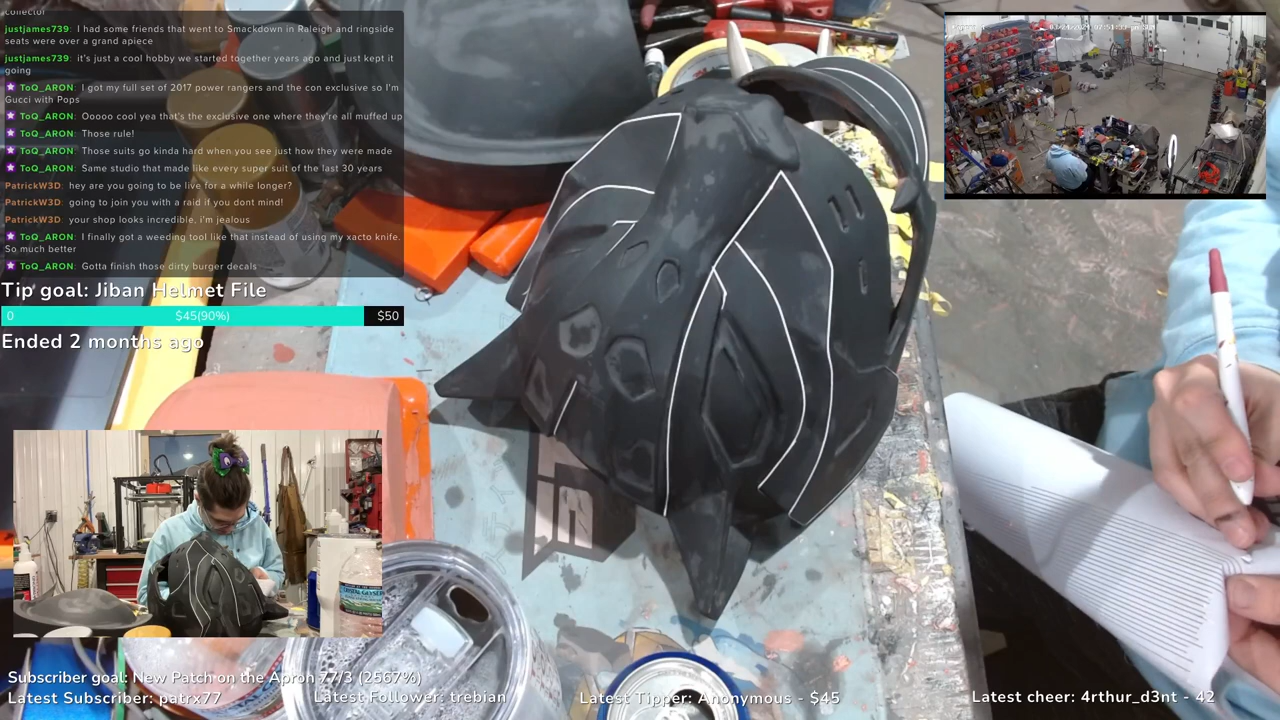 collector
justjames739: I had some friends that went to Smackdown in Raleigh and ringside
seats were over a grand apiece
justjames739: it's just a cool hobby we started together years ago and just kept it
going
ToQ_ARON: I got my full set of 2017 power rangers and the con exclusive so I'm
Gucci with Pops
ToQ_ARON: Ooooo cool yea that's the exclusive one where they're all muffed up
ToQ_ARON: Those rule!
ToQ_ARON: Those suits go kinda hard when you see just how they were made
ToQ_ARON: Same studio that made like every super suit of the last 30 years
PatrickW3D: hey are you going to be live for a while longer?
PatrickW3D: going to join you with a raid if you dont mind!
PatrickW3D: your shop looks incredible, i'm jealous
ToQ_ARON: I finally got a weeding tool like that instead of using my xacto knife.
So much better
ToQ_ARON: Gotta finish those dirty burger decals
Tip goal: Jiban Helmet File
0 $45(90%) $50
Ended 2 months ago
CRYSTAL GEYSER
Subscriber goal: New Patch on the Apron 77/3 (2567%)
Latest Subscriber: patrx77
Latest Follower: trebian
Latest Tipper: Anonymous - $45
Latest cheer: 4rthur_d3nt - 42